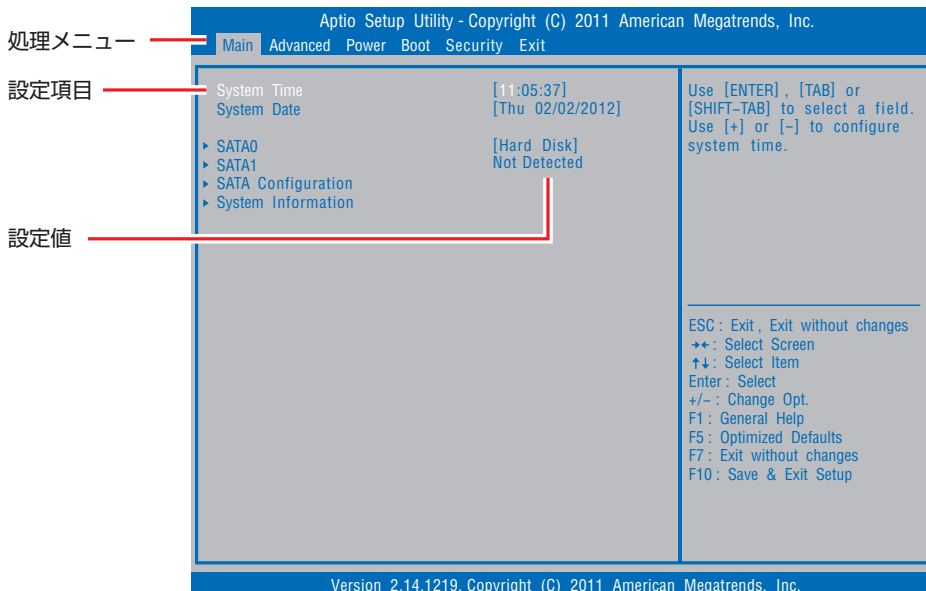 Aptio Setup Utility - Copyright (C) 2011 American Megatrends, Inc.
処理メニュー
Main Advanced Power Boot Security Exit
設定項目
System Time [11:05:37]
System Date [Thu 02/02/2012]
SATA0 [Hard Disk]
SATA1 Not Detected
SATA Configuration
System Information
設定値
Use [ENTER], [TAB] or
[SHIFT-TAB] to select a field.
Use [+] or [-] to configure
system time.
ESC : Exit, Exit without changes
→←: Select Screen
↑↓: Select Item
Enter : Select
+/- : Change Opt.
F1 : General Help
F5 : Optimized Defaults
F7 : Exit without changes
F10 : Save & Exit Setup
Version 2.14.1219. Copyright (C) 2011 American Megatrends, Inc.